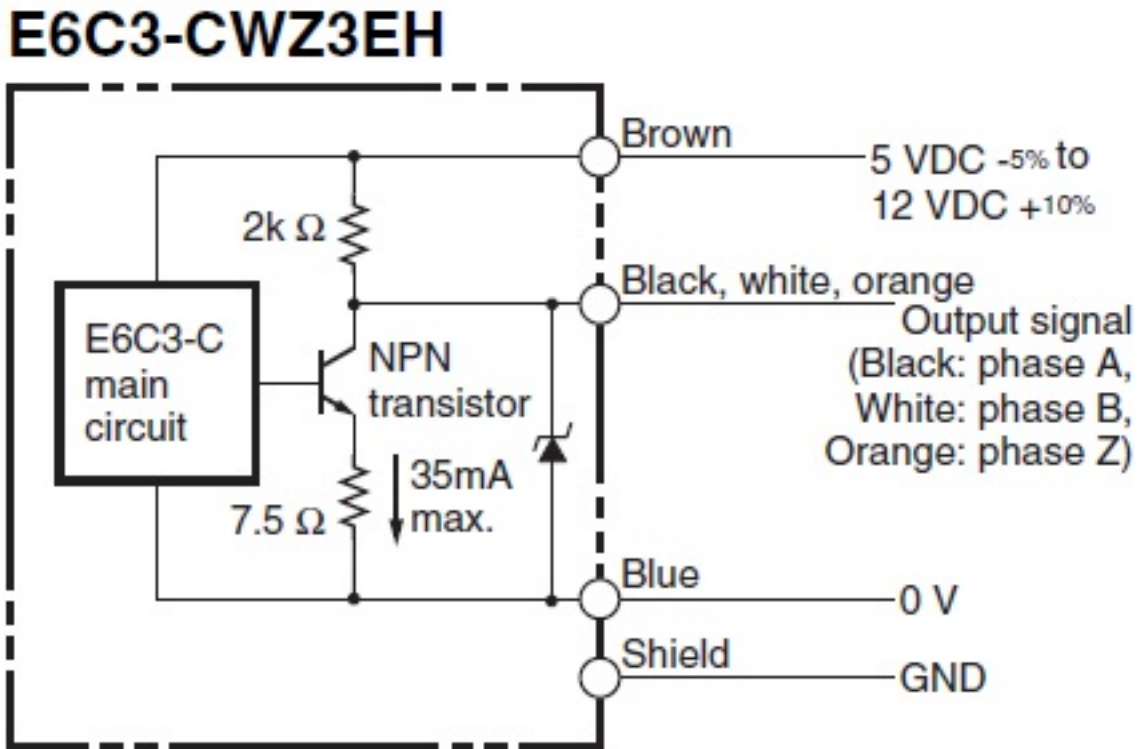 E6C3-CWZ3EH
Brown
5 VDC -5% to
12 VDC +10%
2k Ω
Black, white, orange
Output signal
(Black: phase A,
White: phase B,
Orange: phase Z)
E6C3-C
main
circuit
NPN
transistor
35mA
max.
7.5 Ω
Blue
0 V
Shield
GND